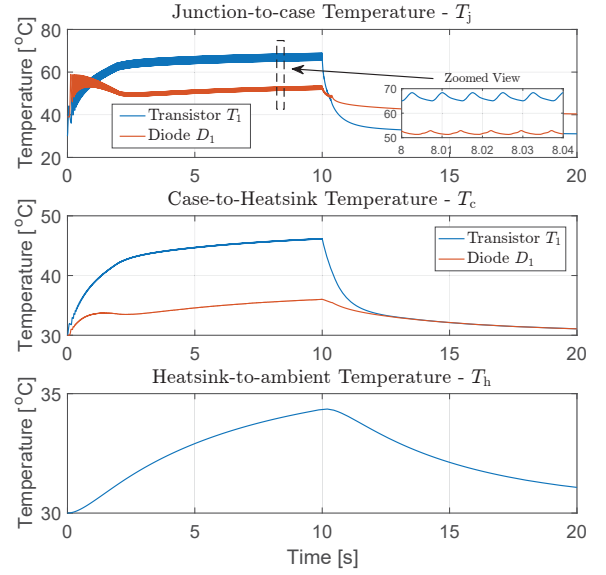 Junction-to-case Temperature - Tj
Temperature [ °C]
80
60
40
20
0
5
10
15
20
Zoomed View
Transistor T1
Diode D1
70
60
50
8
8.01
8.02
8.03
8.04
Case-to-Heatsink Temperature - Tc
Temperature [ °C]
50
40
30
0
5
10
15
20
Transistor T1
Diode D1
Heatsink-to-ambient Temperature - Th
Temperature [ °C]
35
30
0
5
10
15
20
Time [s]